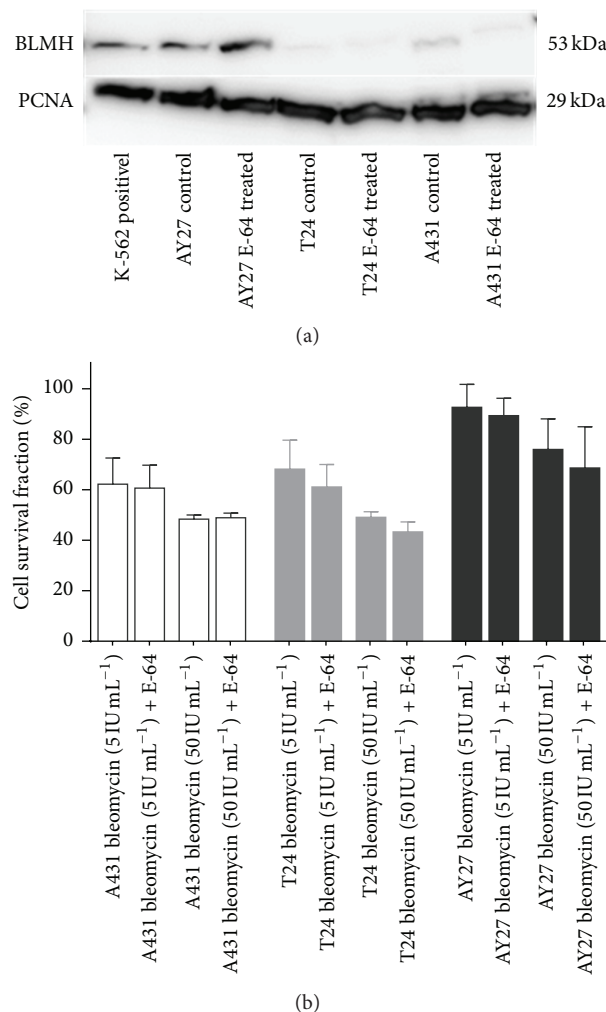 BLMH 53 kDa
PCNA 29 kDa
K-562 positivel
AY27 control
AY27 E-64 treated
T24 control
T24 E-64 treated
A431 control
A431 E-64 treated
(a)
Cell survival fraction (%)
100
80
60
40
20
0
A431 bleomycin (5 IU mL⁻¹)
A431 bleomycin (5 IU mL⁻¹) + E-64
A431 bleomycin (50 IU mL⁻¹)
A431 bleomycin (50 IU mL⁻¹) + E-64
T24 bleomycin (5 IU mL⁻¹)
T24 bleomycin (5 IU mL⁻¹) + E-64
T24 bleomycin (50 IU mL⁻¹)
T24 bleomycin (50 IU mL⁻¹) + E-64
AY27 bleomycin (5 IU mL⁻¹)
AY27 bleomycin (5 IU mL⁻¹) + E-64
AY27 bleomycin (50 IU mL⁻¹)
AY27 bleomycin (50 IU mL⁻¹) + E-64
(b)